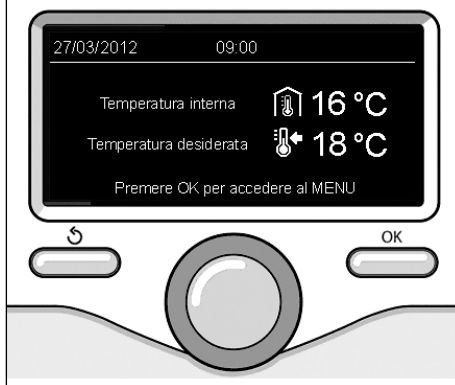 27/03/2012 09:00
Temperatura interna 16 °C
Temperatura desiderata 18 °C
Premere OK per accedere al MENU
OK